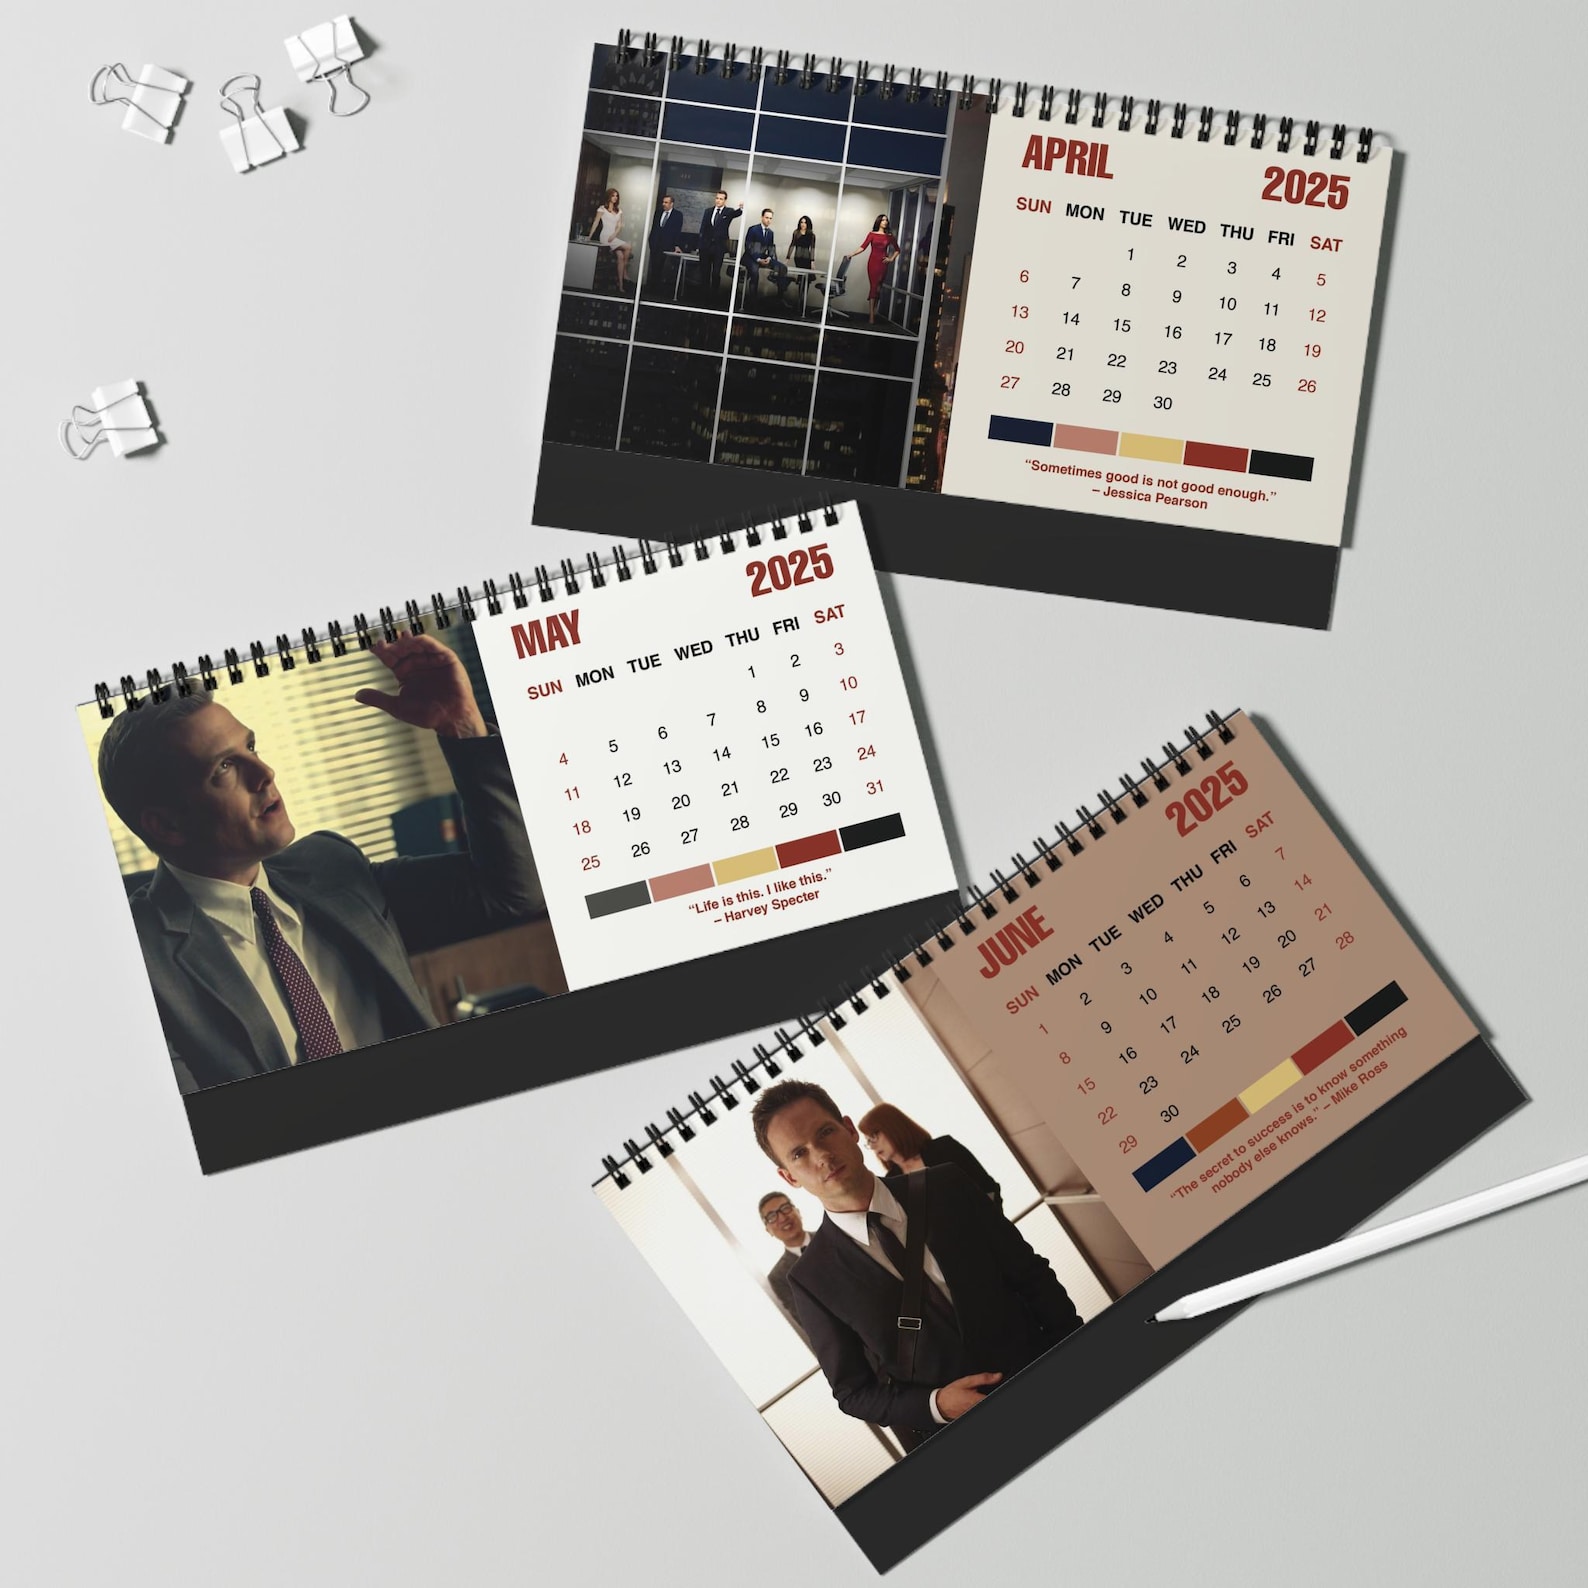 APRIL 2025
SUN MON TUE WED THU FRI SAT
1 2 3 4 5
6 7 8 9 10 11 12
13 14 15 16 17 18 19
20 21 22 23 24 25 26
27 28 29 30
“Sometimes good is not good enough.”
– Jessica Pearson
MAY 2025
SUN MON TUE WED THU FRI SAT
1 2 3
4 5 6 7 8 9 10
11 12 13 14 15 16 17
18 19 20 21 22 23 24
25 26 27 28 29 30 31
“Life is this. I like this.”
– Harvey Specter
JUNE 2025
SUN MON TUE WED THU FRI SAT
1 2 3 4 5 6 7
8 9 10 11 12 13 14
15 16 17 18 19 20 21
22 23 24 25 26 27 28
29 30
“The secret to success is to know something
nobody else knows.” – Mike Ross